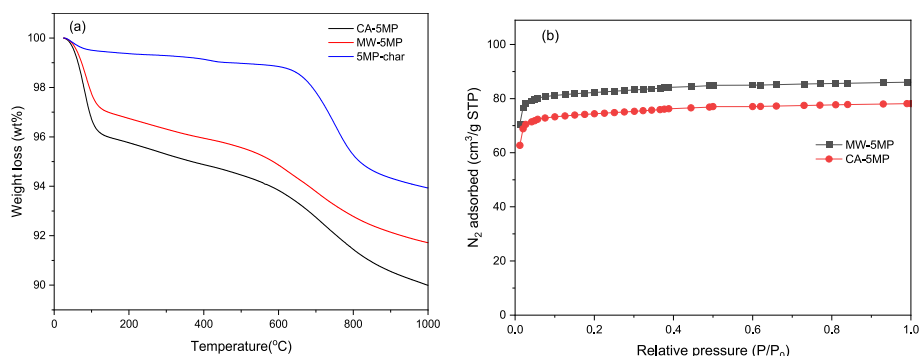 (a)
CA-5MP
MW-5MP
5MP-char
100
98
96
94
92
90
Weight loss (wt%)
0
200
400
600
800
1000
Temperature(°C)
(b)
100
80
60
40
20
0
N₂ adsorbed (cm³/g STP)
MW-5MP
CA-5MP
0.0
0.2
0.4
0.6
0.8
1.0
Relative pressure (P/P₀)